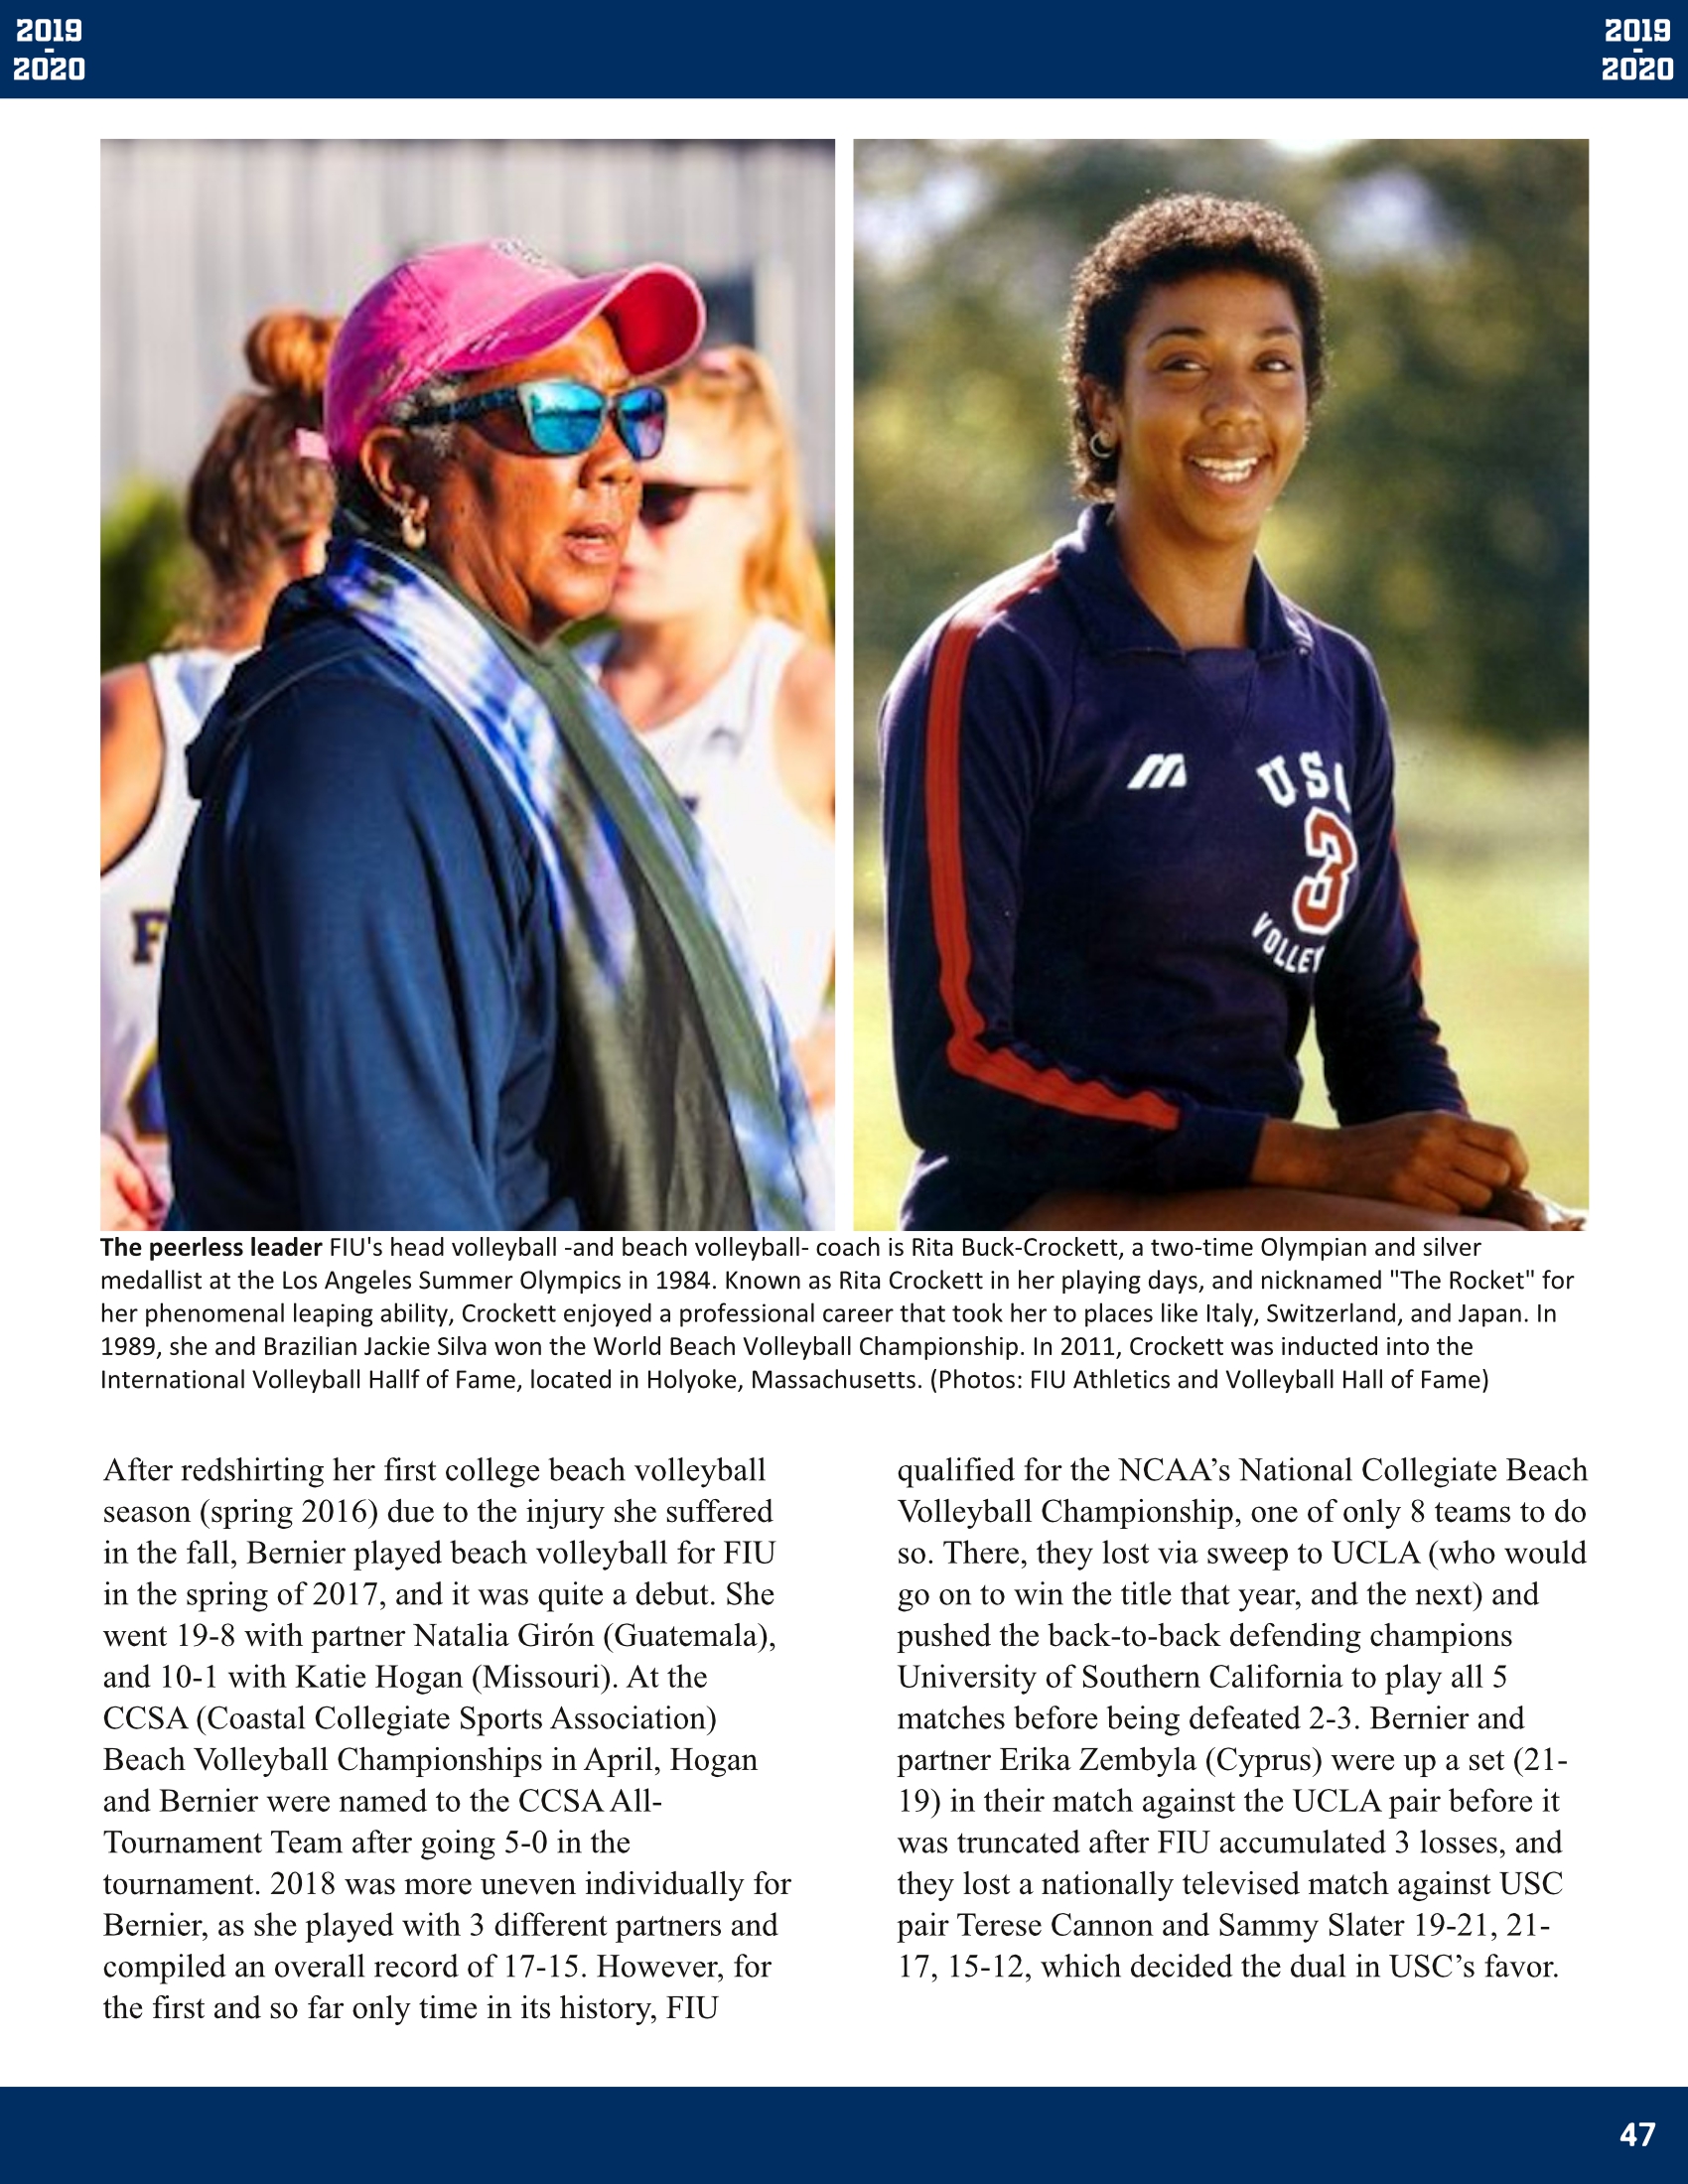 2019
-
2020
2019
-
2020
F
USA
3
VOLLEY
The peerless leader FIU's head volleyball -and beach volleyball- coach is Rita Buck-Crockett, a two-time Olympian and silver
medallist at the Los Angeles Summer Olympics in 1984. Known as Rita Crockett in her playing days, and nicknamed "The Rocket" for
her phenomenal leaping ability, Crockett enjoyed a professional career that took her to places like Italy, Switzerland, and Japan. In
1989, she and Brazilian Jackie Silva won the World Beach Volleyball Championship. In 2011, Crockett was inducted into the
International Volleyball Hallf of Fame, located in Holyoke, Massachusetts. (Photos: FIU Athletics and Volleyball Hall of Fame)
After redshirting her first college beach volleyball
season (spring 2016) due to the injury she suffered
in the fall, Bernier played beach volleyball for FIU
in the spring of 2017, and it was quite a debut. She
went 19-8 with partner Natalia Girón (Guatemala),
and 10-1 with Katie Hogan (Missouri). At the
CCSA (Coastal Collegiate Sports Association)
Beach Volleyball Championships in April, Hogan
and Bernier were named to the CCSA All-
Tournament Team after going 5-0 in the
tournament. 2018 was more uneven individually for
Bernier, as she played with 3 different partners and
compiled an overall record of 17-15. However, for
the first and so far only time in its history, FIU
qualified for the NCAA’s National Collegiate Beach
Volleyball Championship, one of only 8 teams to do
so. There, they lost via sweep to UCLA (who would
go on to win the title that year, and the next) and
pushed the back-to-back defending champions
University of Southern California to play all 5
matches before being defeated 2-3. Bernier and
partner Erika Zembyla (Cyprus) were up a set (21-
19) in their match against the UCLA pair before it
was truncated after FIU accumulated 3 losses, and
they lost a nationally televised match against USC
pair Terese Cannon and Sammy Slater 19-21, 21-
17, 15-12, which decided the dual in USC’s favor.
47